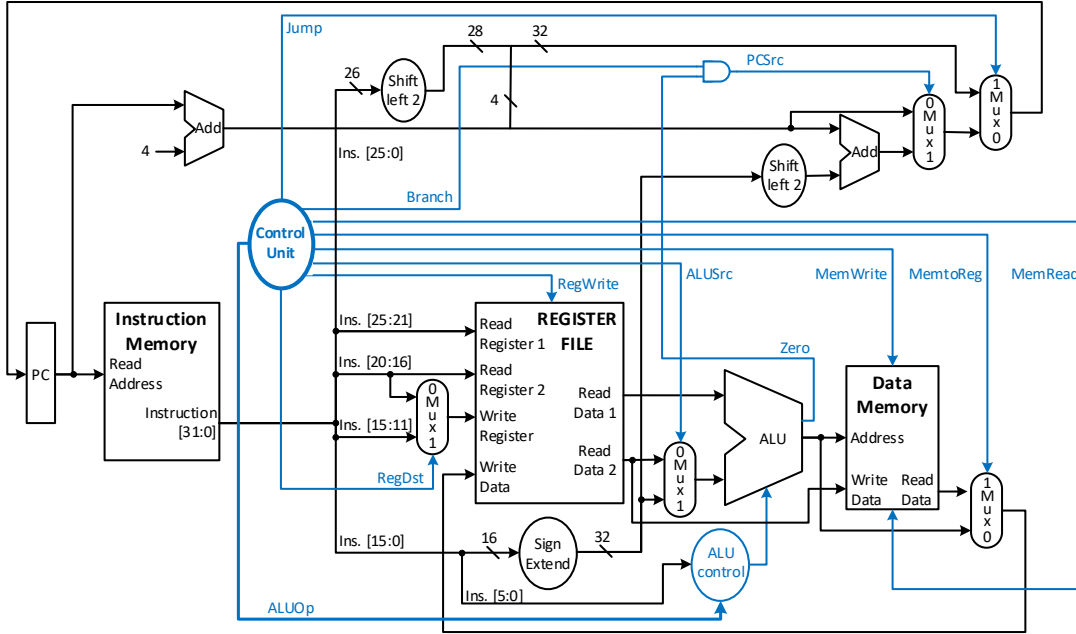 Jump
28
32
26
Shift
left 2
PCSrc
4
Add
4
Ins. [25:0]
0
M
u
x
1
1
M
u
x
0
Add
Shift
left 2
Branch
Control
Unit
RegWrite
ALUSrc
MemWrite
MemtoReg
MemRead
Instruction
Memory
Read
Address
Instruction
[31:0]
PC
Ins. [25:21]
Ins. [20:16]
Ins. [15:11]
0
M
u
x
1
RegDst
REGISTER
FILE
Read
Register 1
Read
Register 2
Write
Register
Write
Data
Read
Data 1
Read
Data 2
0
M
u
x
1
Zero
ALU
Data
Memory
Address
Write
Data
Read
Data
1
M
u
x
0
Ins. [15:0]
16
Sign
Extend
32
Ins. [5:0]
ALU
control
ALUOp